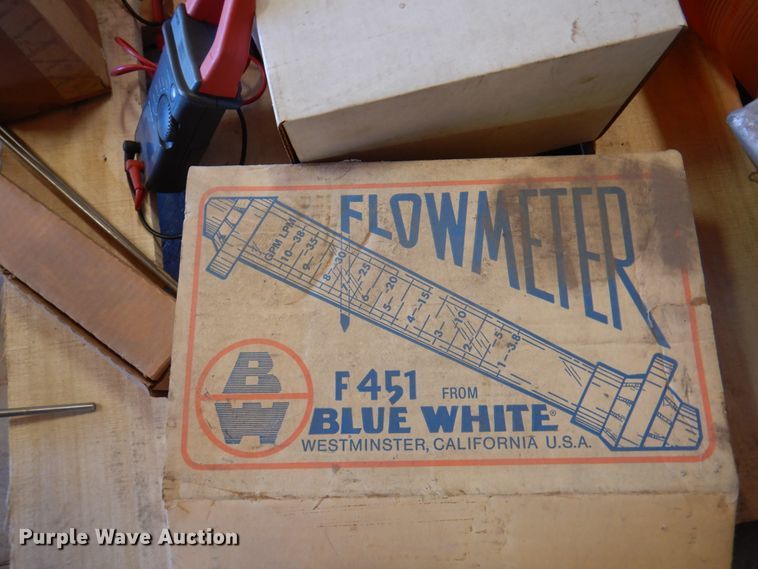 FLOWMETER
GPM LPM
10-38
9-35
8-30
7-25
6-20
5
4-15
3-10
2-5
1-3.8
BW
F451 FROM
BLUE WHITE®
WESTMINSTER, CALIFORNIA U.S.A.
Purple Wave Auction